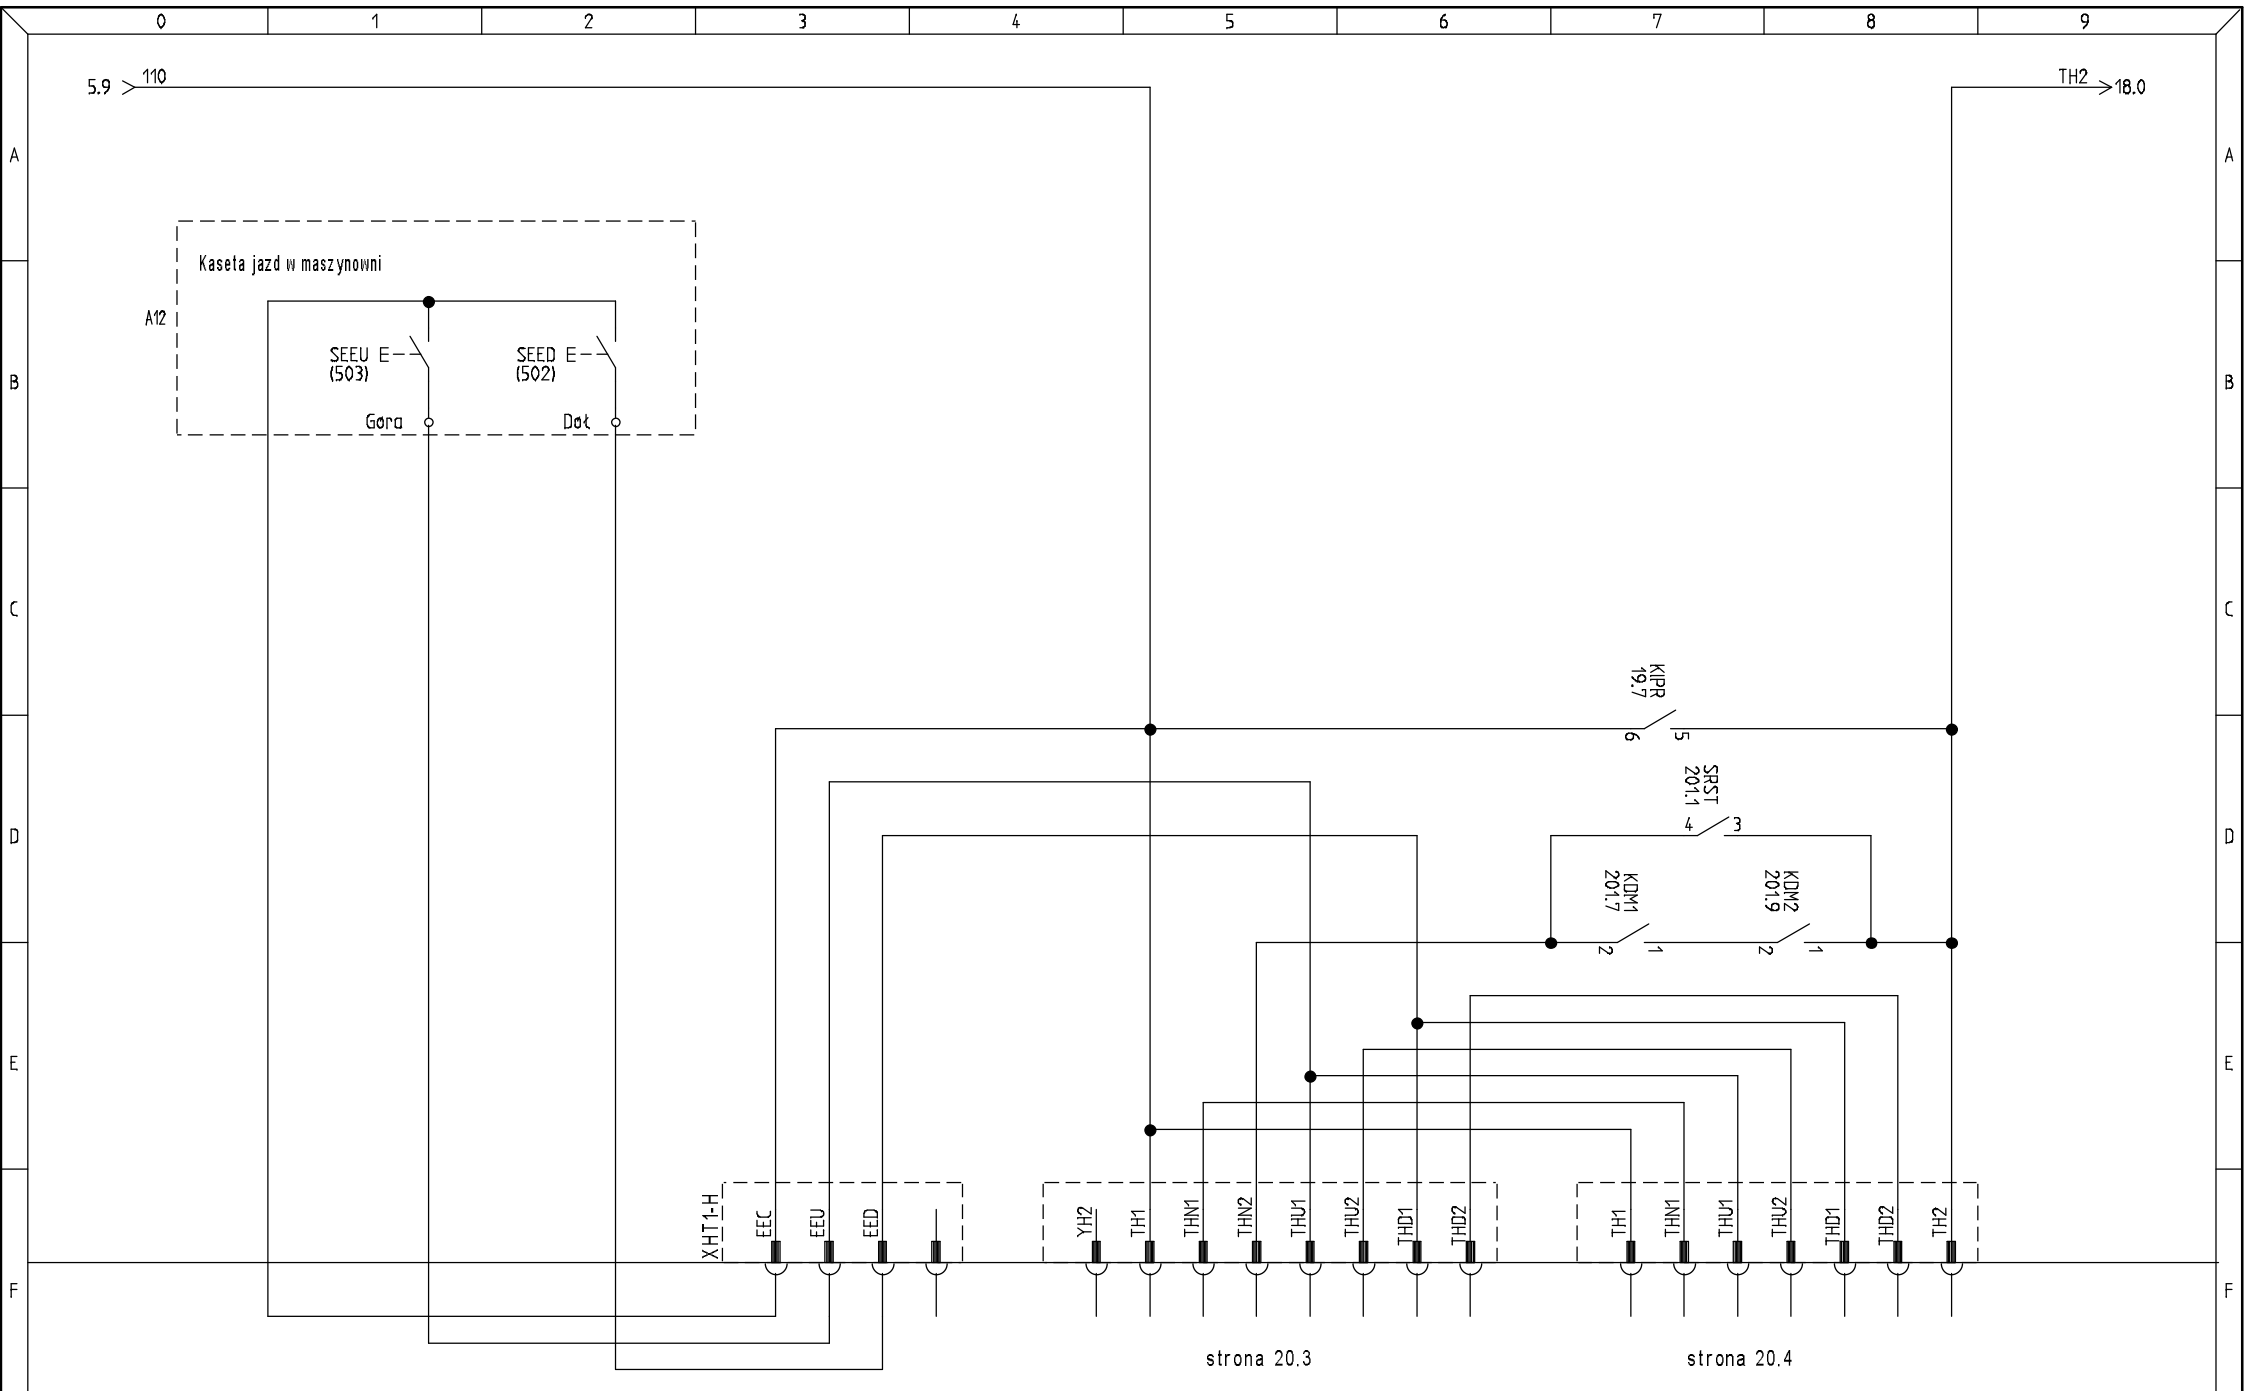 0 1 2 3 4 5 6 7 8 9
5.9 110
TH2 18.0
A A
Kaseta jazd w maszynowni
A12
SEEU E
(503)
SEED E
(502)
B B
Góra
Dół
C C
KIPR
19.7
6 5
SRST
201.1
4 3
D D
KDM1
201.7
2 1
KDM2
201.9
2 1
E E
XHT1-H
EEC
EEU
EED
YH2
TH1
THN1
THN2
THU1
THU2
THD1
THD2
TH1
THN1
THU1
THU2
THD1
THD2
TH2
F F
strona 20.3
strona 20.4